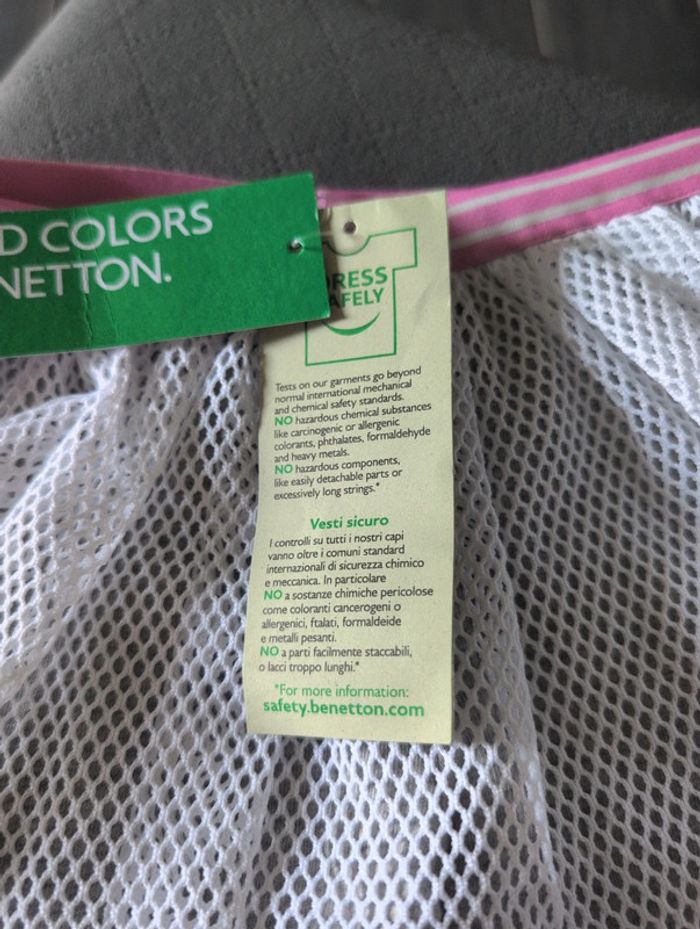 D COLORS
NETTON.
RESS
AFELY
Tests on our garments go beyond
normal international mechanical
and chemical safety standards.
NO hazardous chemical substances
like carcinogenic or allergenic
colorants, phthalates, formaldehyde
and heavy metals.
NO hazardous components,
like easily detachable parts or
excessively long strings.*
Vesti sicuro
I controlli su tutti i nostri capi
vanno oltre i comuni standard
internazionali di sicurezza chimico
e meccanica. In particolare
NO a sostanze chimiche pericolose
come coloranti cancerogeni o
allergenici, ftalati, formaldeide
e metalli pesanti.
NO a parti facilmente staccabili,
o lacci troppo lunghi.*
*For more information:
safety.benetton.com